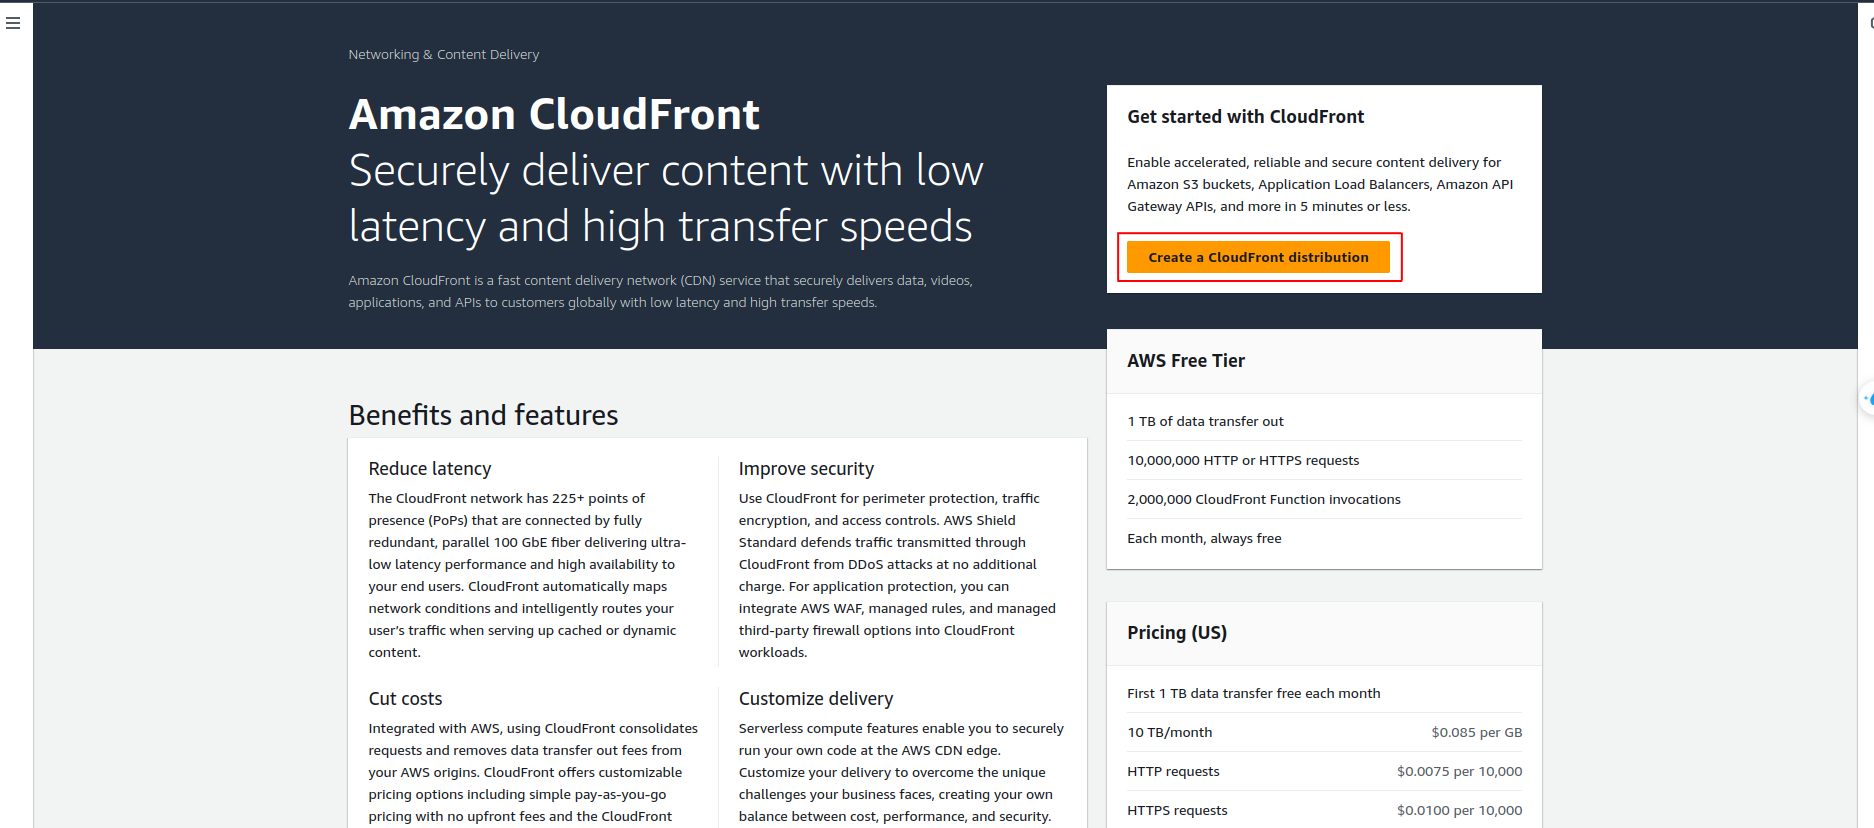 Networking & Content Delivery
Amazon CloudFront
Securely deliver content with low
latency and high transfer speeds
Amazon CloudFront is a fast content delivery network (CDN) service that securely delivers data, videos,
applications, and APIs to customers globally with low latency and high transfer speeds.
Get started with CloudFront
Enable accelerated, reliable and secure content delivery for
Amazon S3 buckets, Application Load Balancers, Amazon API
Gateway APIs, and more in 5 minutes or less.
Create a CloudFront distribution
AWS Free Tier
1 TB of data transfer out
10,000,000 HTTP or HTTPS requests
2,000,000 CloudFront Function invocations
Each month, always free
Benefits and features
Reduce latency
The CloudFront network has 225+ points of
presence (PoPs) that are connected by fully
redundant, parallel 100 GbE fiber delivering ultra-
low latency performance and high availability to
your end users. CloudFront automatically maps
network conditions and intelligently routes your
user’s traffic when serving up cached or dynamic
content.
Improve security
Use CloudFront for perimeter protection, traffic
encryption, and access controls. AWS Shield
Standard defends traffic transmitted through
CloudFront from DDoS attacks at no additional
charge. For application protection, you can
integrate AWS WAF, managed rules, and managed
third-party firewall options into CloudFront
workloads.
Cut costs
Integrated with AWS, using CloudFront consolidates
requests and removes data transfer out fees from
your AWS origins. CloudFront offers customizable
pricing options including simple pay-as-you-go
pricing with no upfront fees and the CloudFront
Customize delivery
Serverless compute features enable you to securely
run your own code at the AWS CDN edge.
Customize your delivery to overcome the unique
challenges your business faces, creating your own
balance between cost, performance, and security.
Pricing (US)
First 1 TB data transfer free each month
10 TB/month $0.085 per GB
HTTP requests $0.0075 per 10,000
HTTPS requests $0.0100 per 10,000